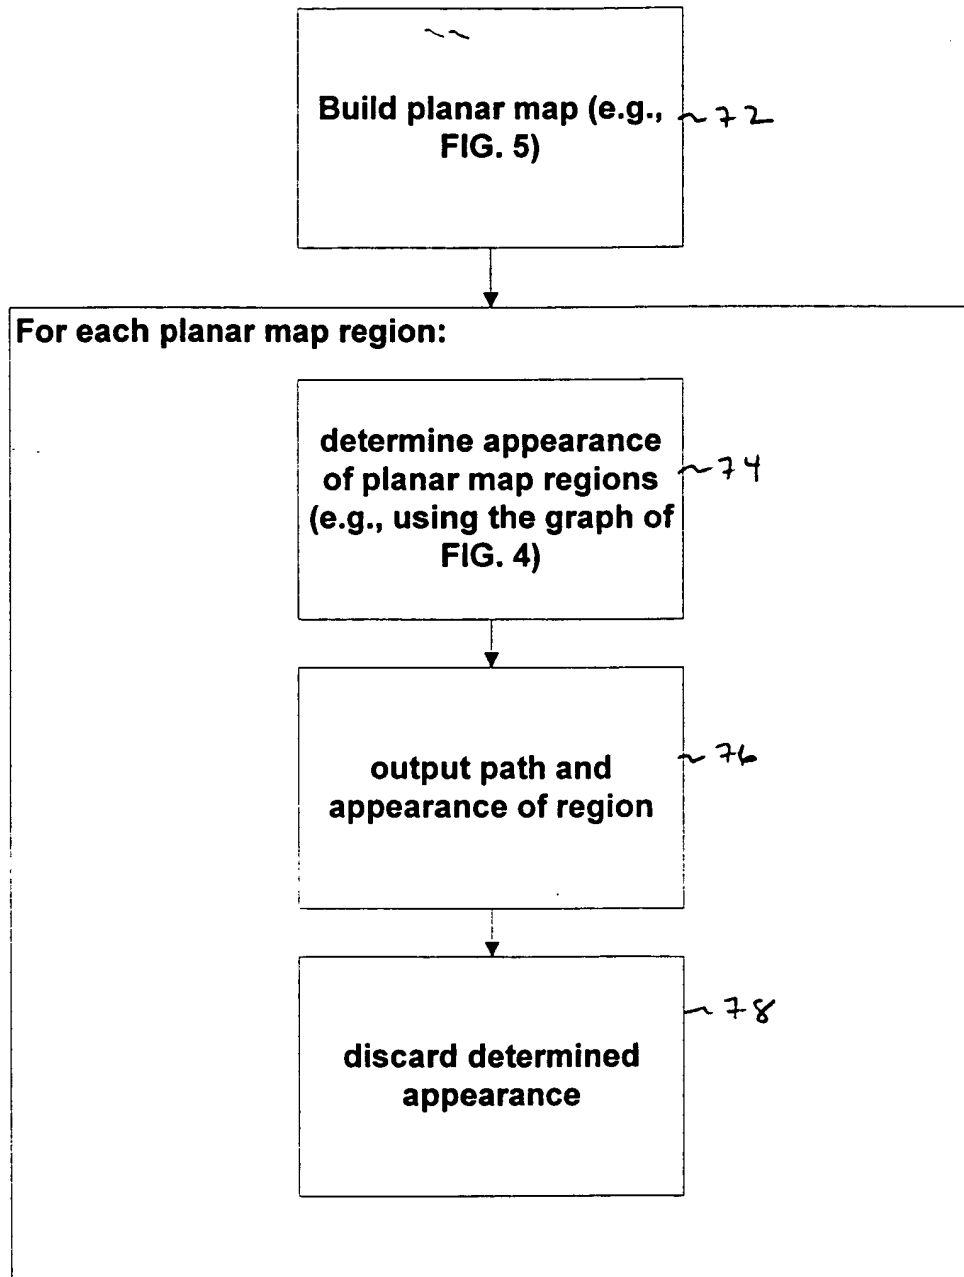 Build planar map (e.g., ~72
FIG. 5)
For each planar map region:
determine appearance
of planar map regions ~74
(e.g., using the graph of
FIG. 4)
output path and ~76
appearance of region
~78
discard determined
appearance